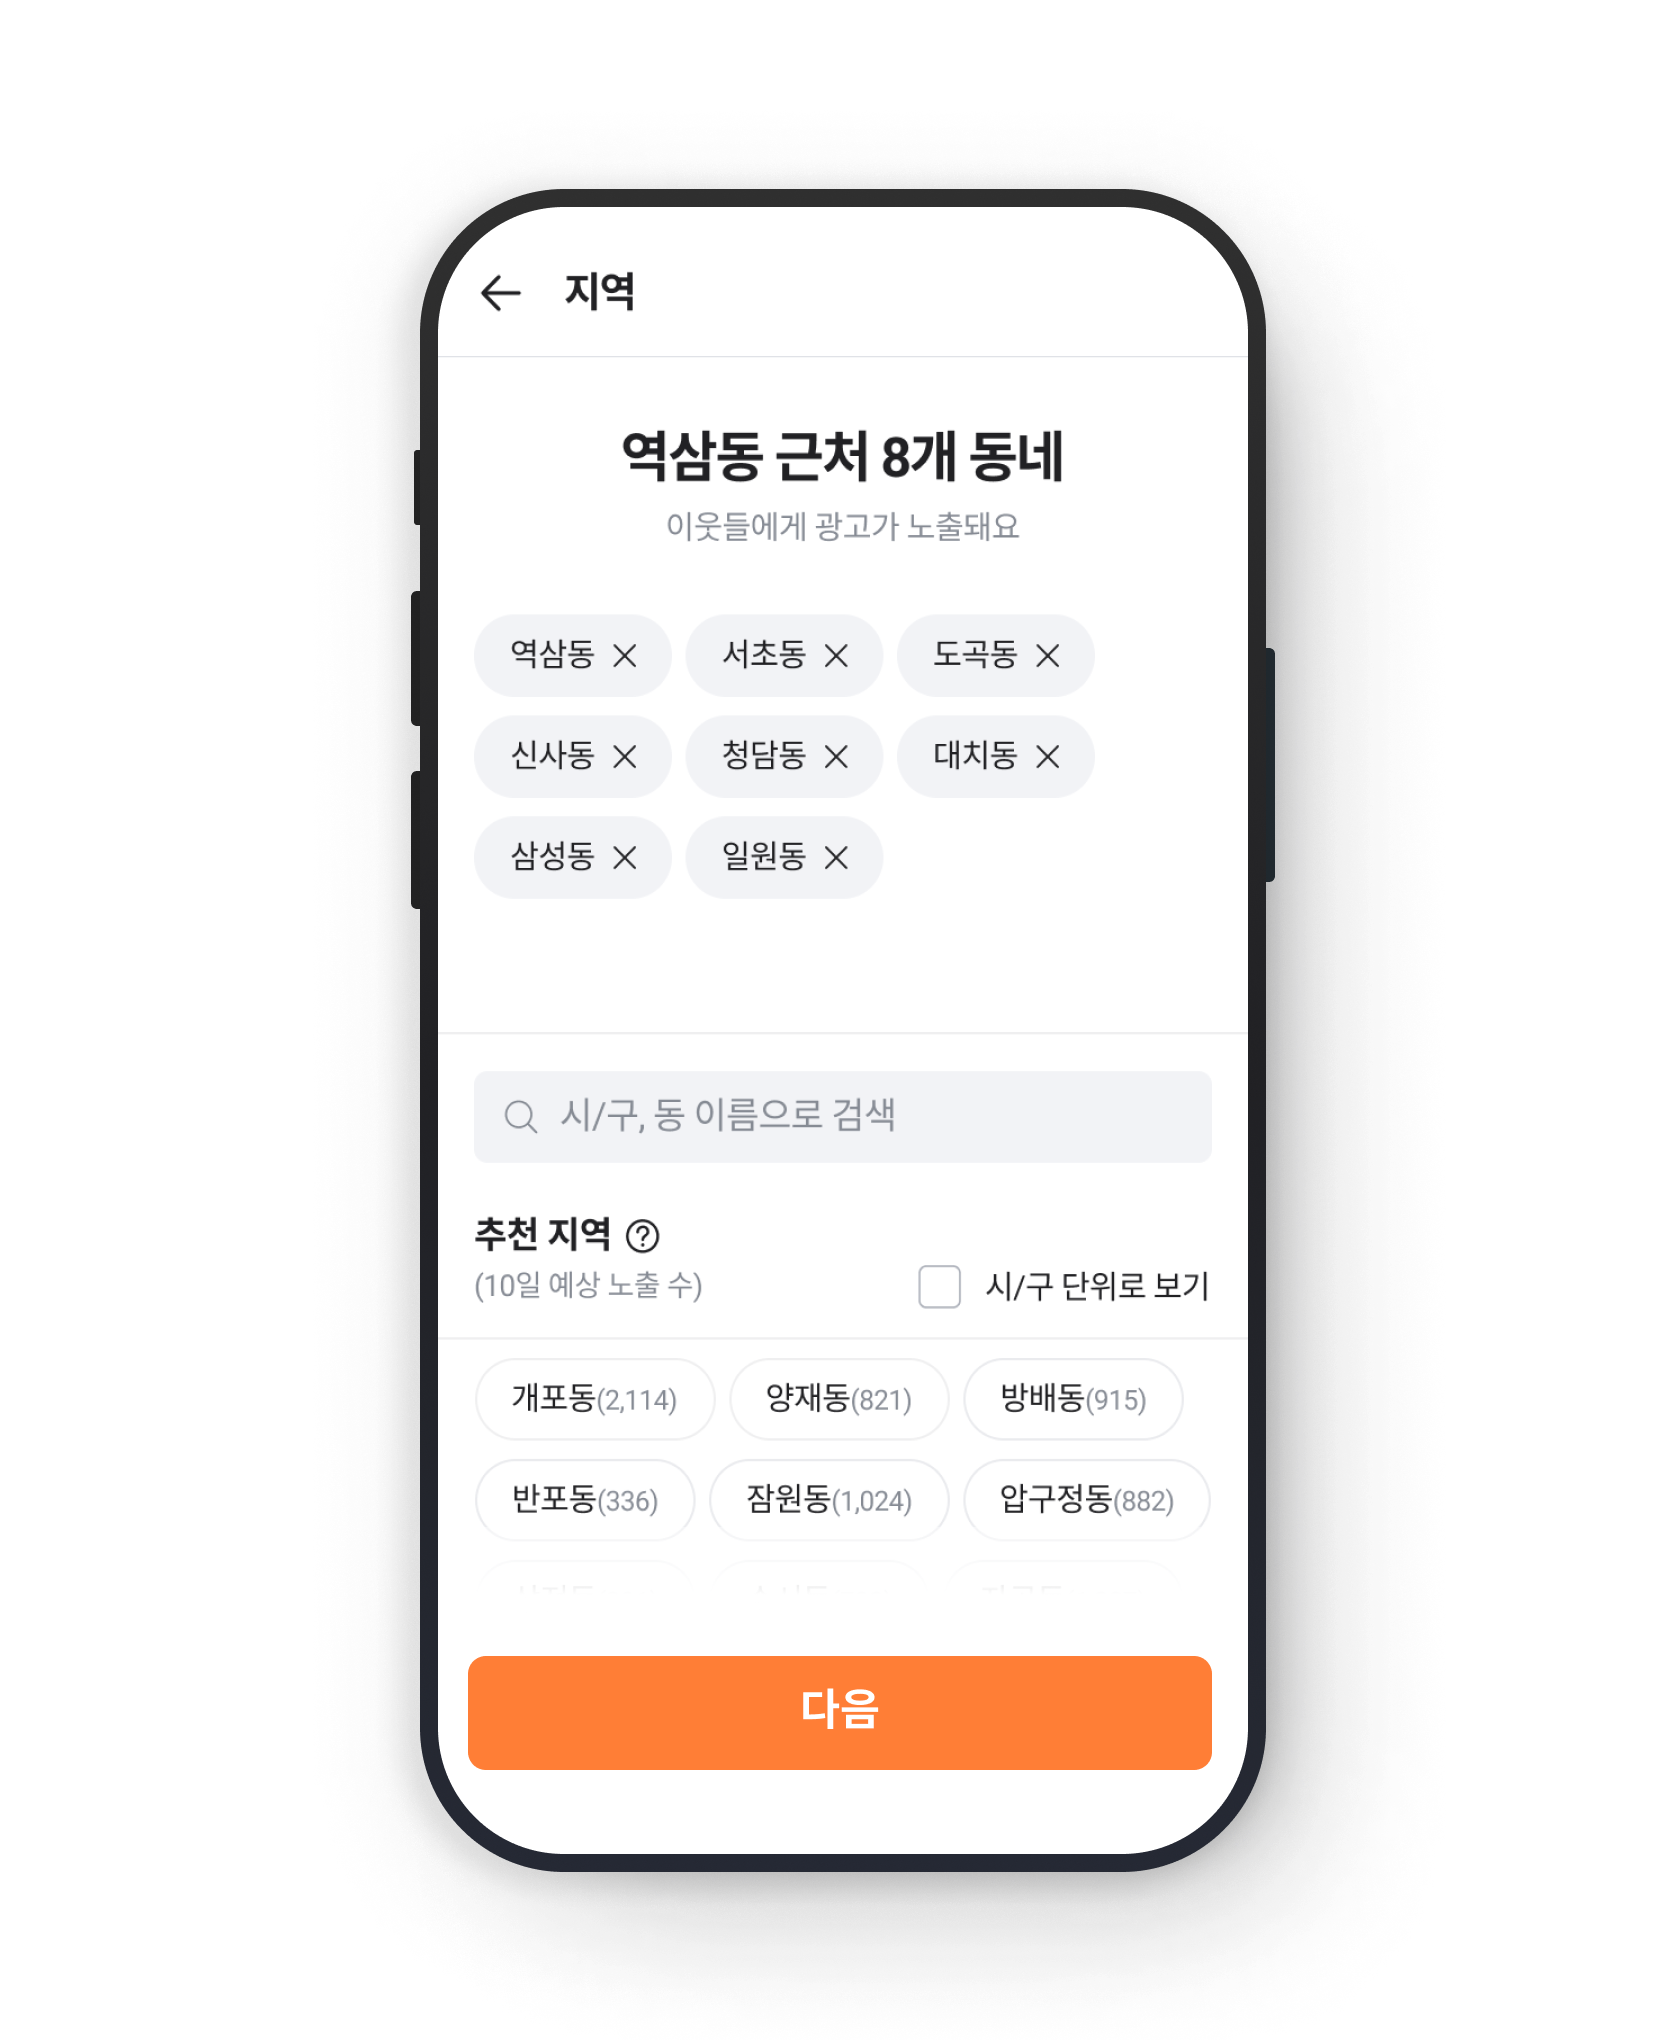 지역
역삼동 근처 8개 동네
이웃들에게 광고가 노출돼요
역삼동 서초동 도곡동
신사동 청담동 대치동
삼성동 일원동
시/구, 동 이름으로 검색
추천 지역
(10일 예상 노출 수) 시/구 단위로 보기
개포동(2,114) 양재동(821) 방배동(915)
반포동(336) 잠원동(1,024) 압구정동(882)
다음